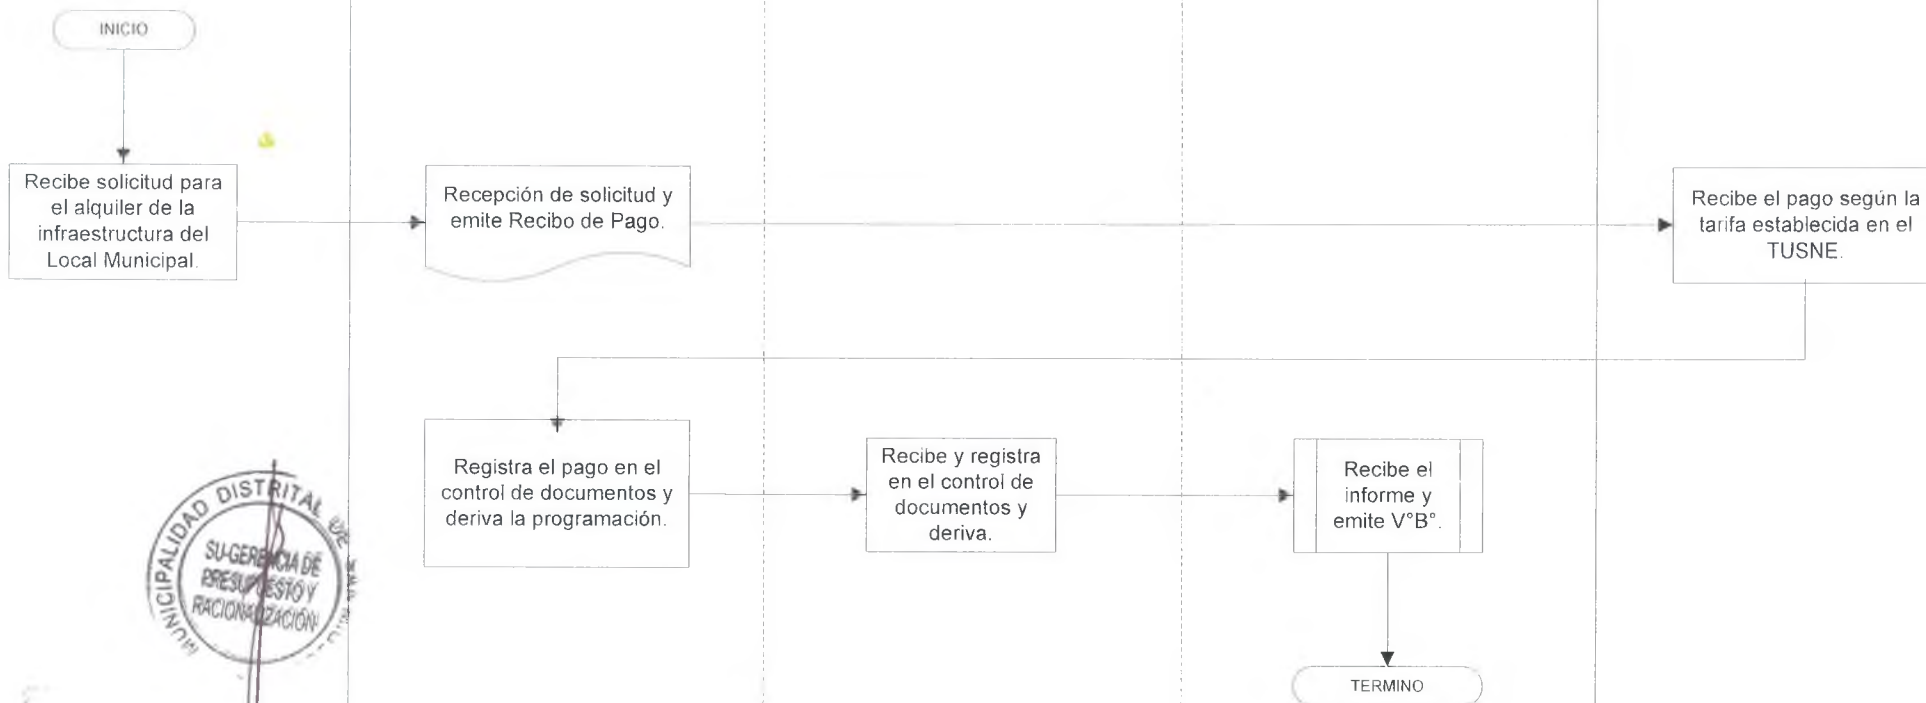 INICIO
Recibe solicitud para
el alquiler de la
infraestructura del
Local Municipal.
Recepción de solicitud y
emite Recibo de Pago.
Recibe el pago según la
tarifa establecida en el
TUSNE.
Registra el pago en el
control de documentos y
deriva la programación.
Recibe y registra
en el control de
documentos y
deriva.
Recibe el
informe y
emite V°B°.
TERMINO
MUNICIPALIDAD DISTRITAL DE
SU-GERENCIA DE
PRESUPUESTO Y
RACIONALIZACIÓN